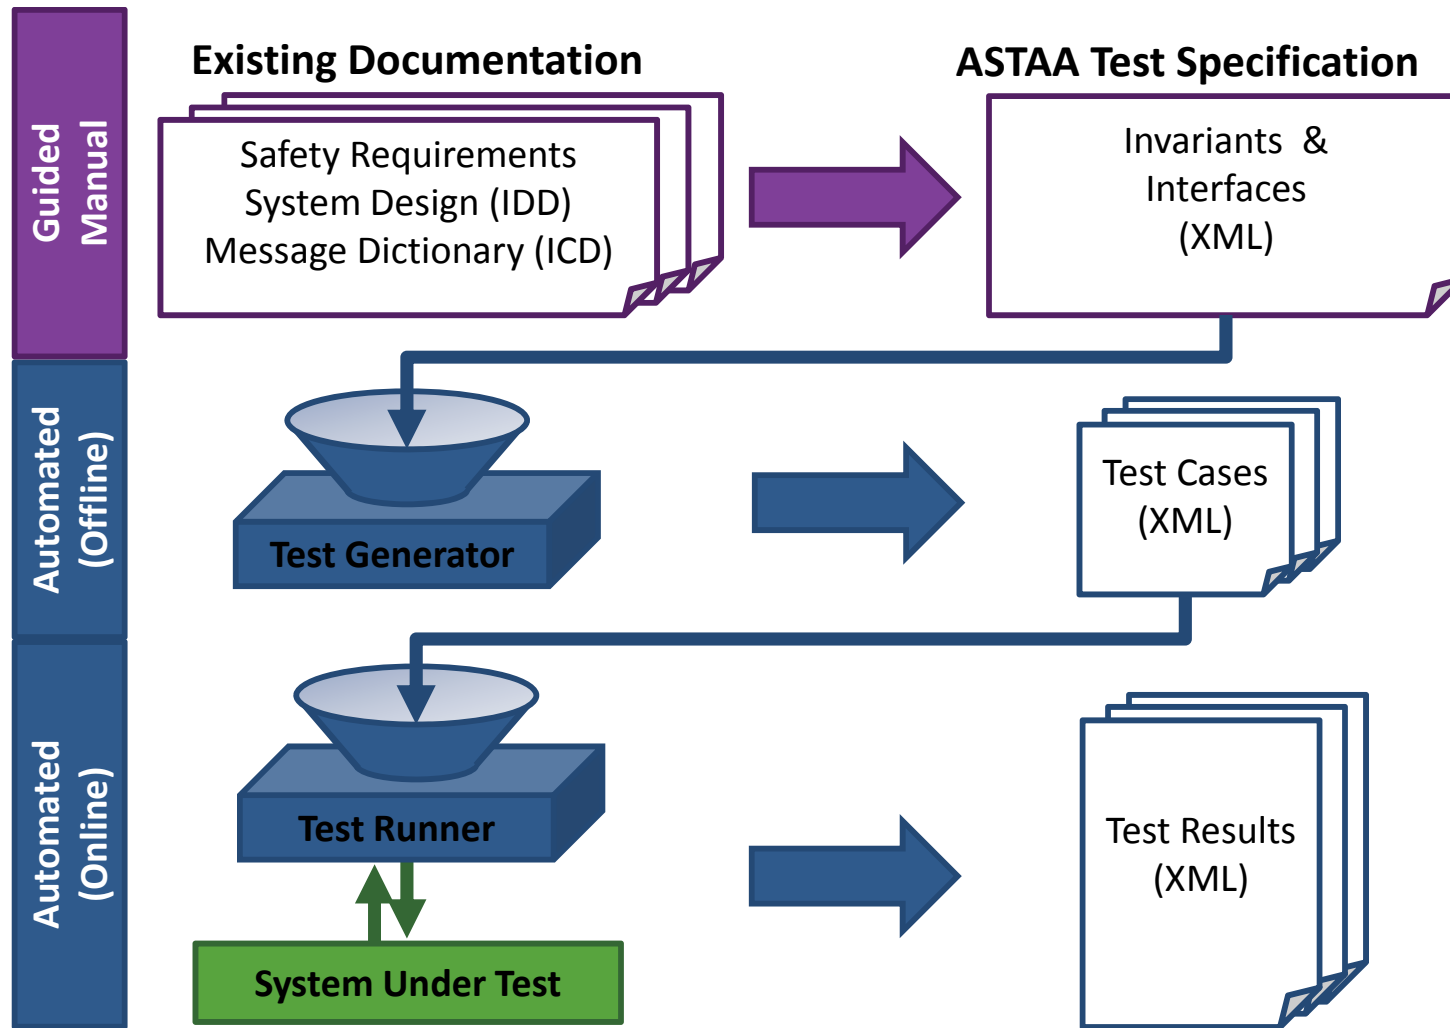 Existing Documentation
ASTAA Test Specification
Guided
Manual
Safety Requirements
System Design (IDD)
Message Dictionary (ICD)
Invariants &
Interfaces
(XML)
Automated
(Offline)
Test Generator
Test Cases
(XML)
Automated
(Online)
Test Runner
System Under Test
Test Results
(XML)